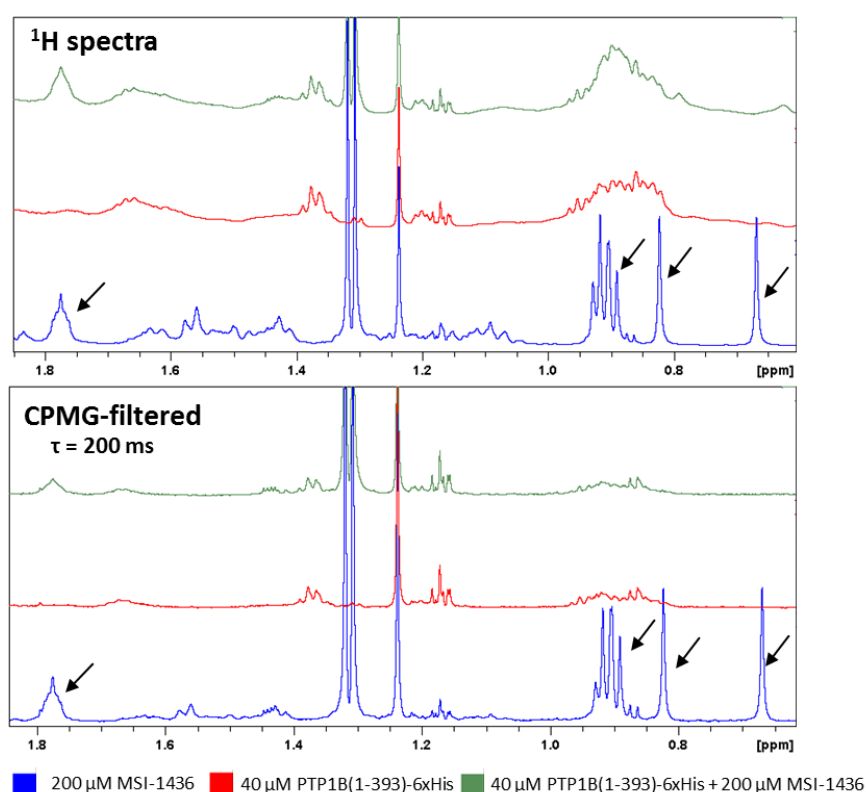 ¹H spectra
1.8 1.6 1.4 1.2 1.0 0.8 [ppm]
CPMG-filtered
τ = 200 ms
1.8 1.6 1.4 1.2 1.0 0.8 [ppm]
200 μM MSI-1436 40 μM PTP1B(1-393)-6xHis 40 μM PTP1B(1-393)-6xHis + 200 μM MSI-1436